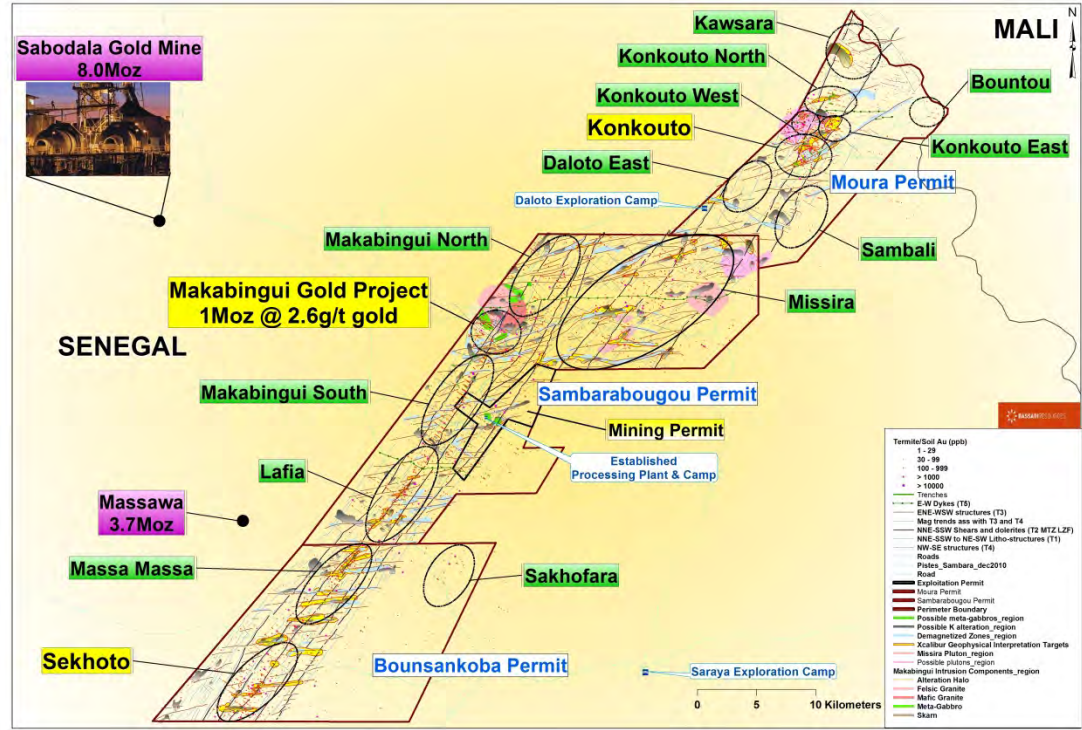 Sabodala Gold Mine
8.0Moz
Kawsara
MALI
N
Konkouto North
Bountou
Konkouto West
Konkouto
Konkouto East
Daloto East
Moura Permit
Daloto Exploration Camp
Sambali
Makabingui North
Makabingui Gold Project
1Moz @ 2.6g/t gold
Missira
SENEGAL
Makabingui South
Sambarabougou Permit
Mining Permit
Established
Processing Plant & Camp
Lafia
Massawa
3.7Moz
Massa Massa
Sakhofara
Sekhoto
Bounsankoba Permit
Saraya Exploration Camp
0 5 10 Kilometers
BASSARI RESOURCES
Termite/Soil Au (ppb)
1 - 29
30 - 99
100 - 999
> 1000
> 10000
Trenches
E-W Dykes (T5)
ENE-WSW structures (T3)
Mag trends ass with T3 and T4
NNE-SSW Shears and dolerites (T2 MTZ LZF)
NNE-SSW to NE-SW Litho-structures (T1)
NW-SE structures (T4)
Roads
Pistes_Sambara_dec2010
Road
Exploitation Permit
Moura Permit
Sambarabougou Permit
Perimeter Boundary
Possible meta-gabbros_region
Possible K alteration_region
Demagnetized Zones_region
Xcalibur Geophysical Interpretation Targets
Missira Pluton_region
Possible plutons_region
Makabingui Intrusion Components_region
Alteration Halo
Felsic Granite
Mafic Granite
Meta-Gabbro
Skarn